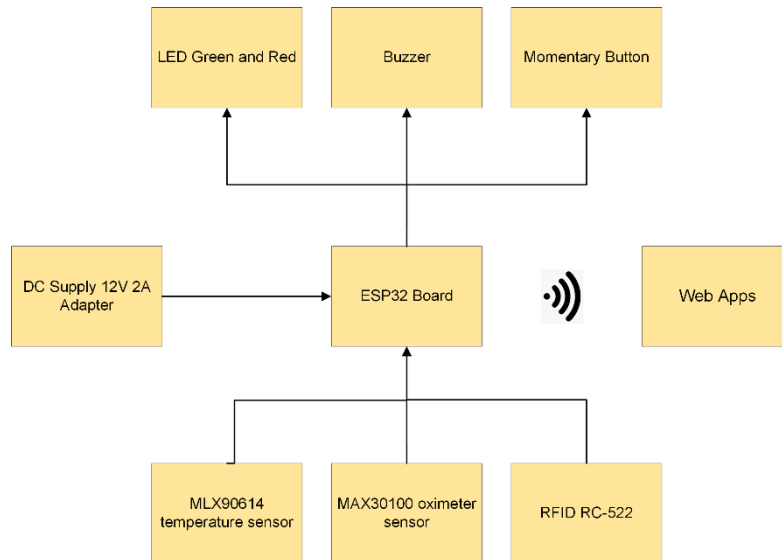 LED Green and Red
Buzzer
Momentary Button
DC Supply 12V 2A
Adapter
ESP32 Board
Web Apps
MLX90614
temperature sensor
MAX30100 oximeter
sensor
RFID RC-522